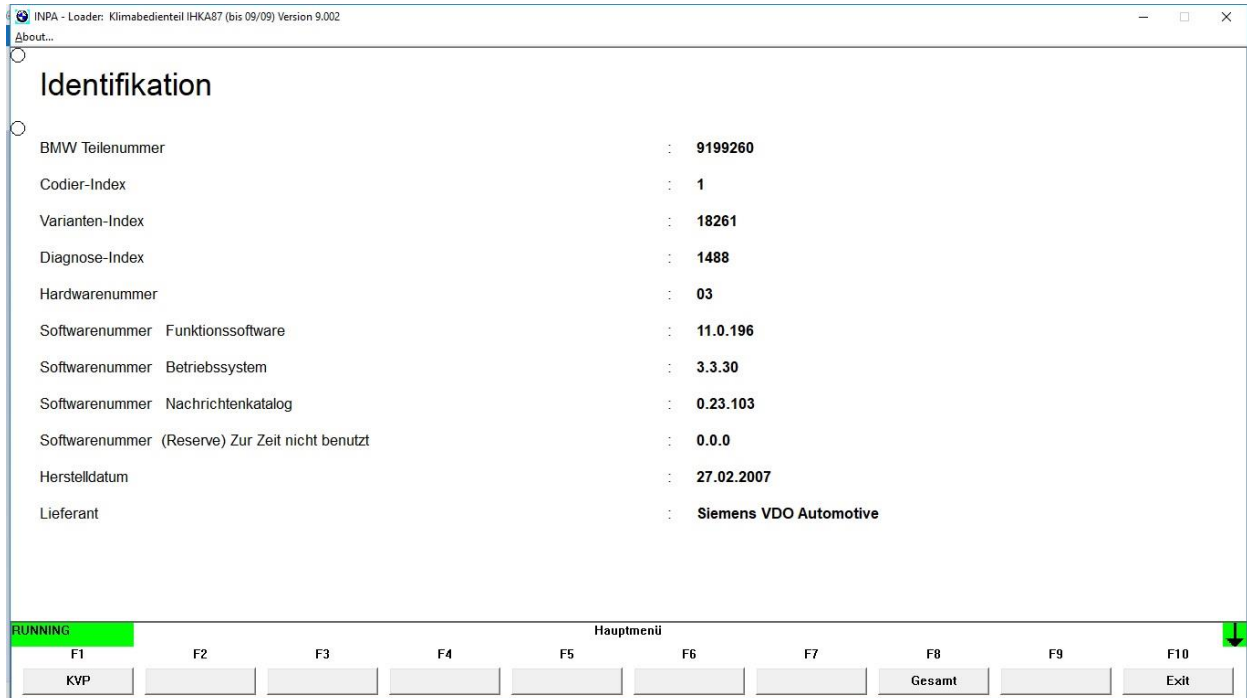 INPA - Loader: Klimabedienteil IHKA87 (bis 09/09) Version 9.002
About...
Identifikation
BMW Teilenummer : 9199260
Codier-Index : 1
Varianten-Index : 18261
Diagnose-Index : 1488
Hardwarenummer : 03
Softwarenummer Funktionssoftware : 11.0.196
Softwarenummer Betriebssystem : 3.3.30
Softwarenummer Nachrichtenkatalog : 0.23.103
Softwarenummer (Reserve) Zur Zeit nicht benutzt : 0.0.0
Herstelldatum : 27.02.2007
Lieferant : Siemens VDO Automotive
RUNNING Hauptmenü
F1 F2 F3 F4 F5 F6 F7 F8 F9 F10
KVP Gesamt Exit